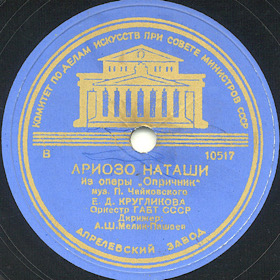 КОМИТЕТ ПО ДЕЛАМ ИСКУССТВ ПРИ СОВЕТЕ МИНИСТРОВ СССР
В 10517
АРИОЗО НАТАШИ
из оперы „Опричник“
муз. П. Чайковского
Е. Д. КРУГЛИКОВА
Оркестр ГАБТ СССР
Дирижер
А.Ш.Мелик-Пашаев
АПРЕЛЕВСКИЙ ЗАВОД